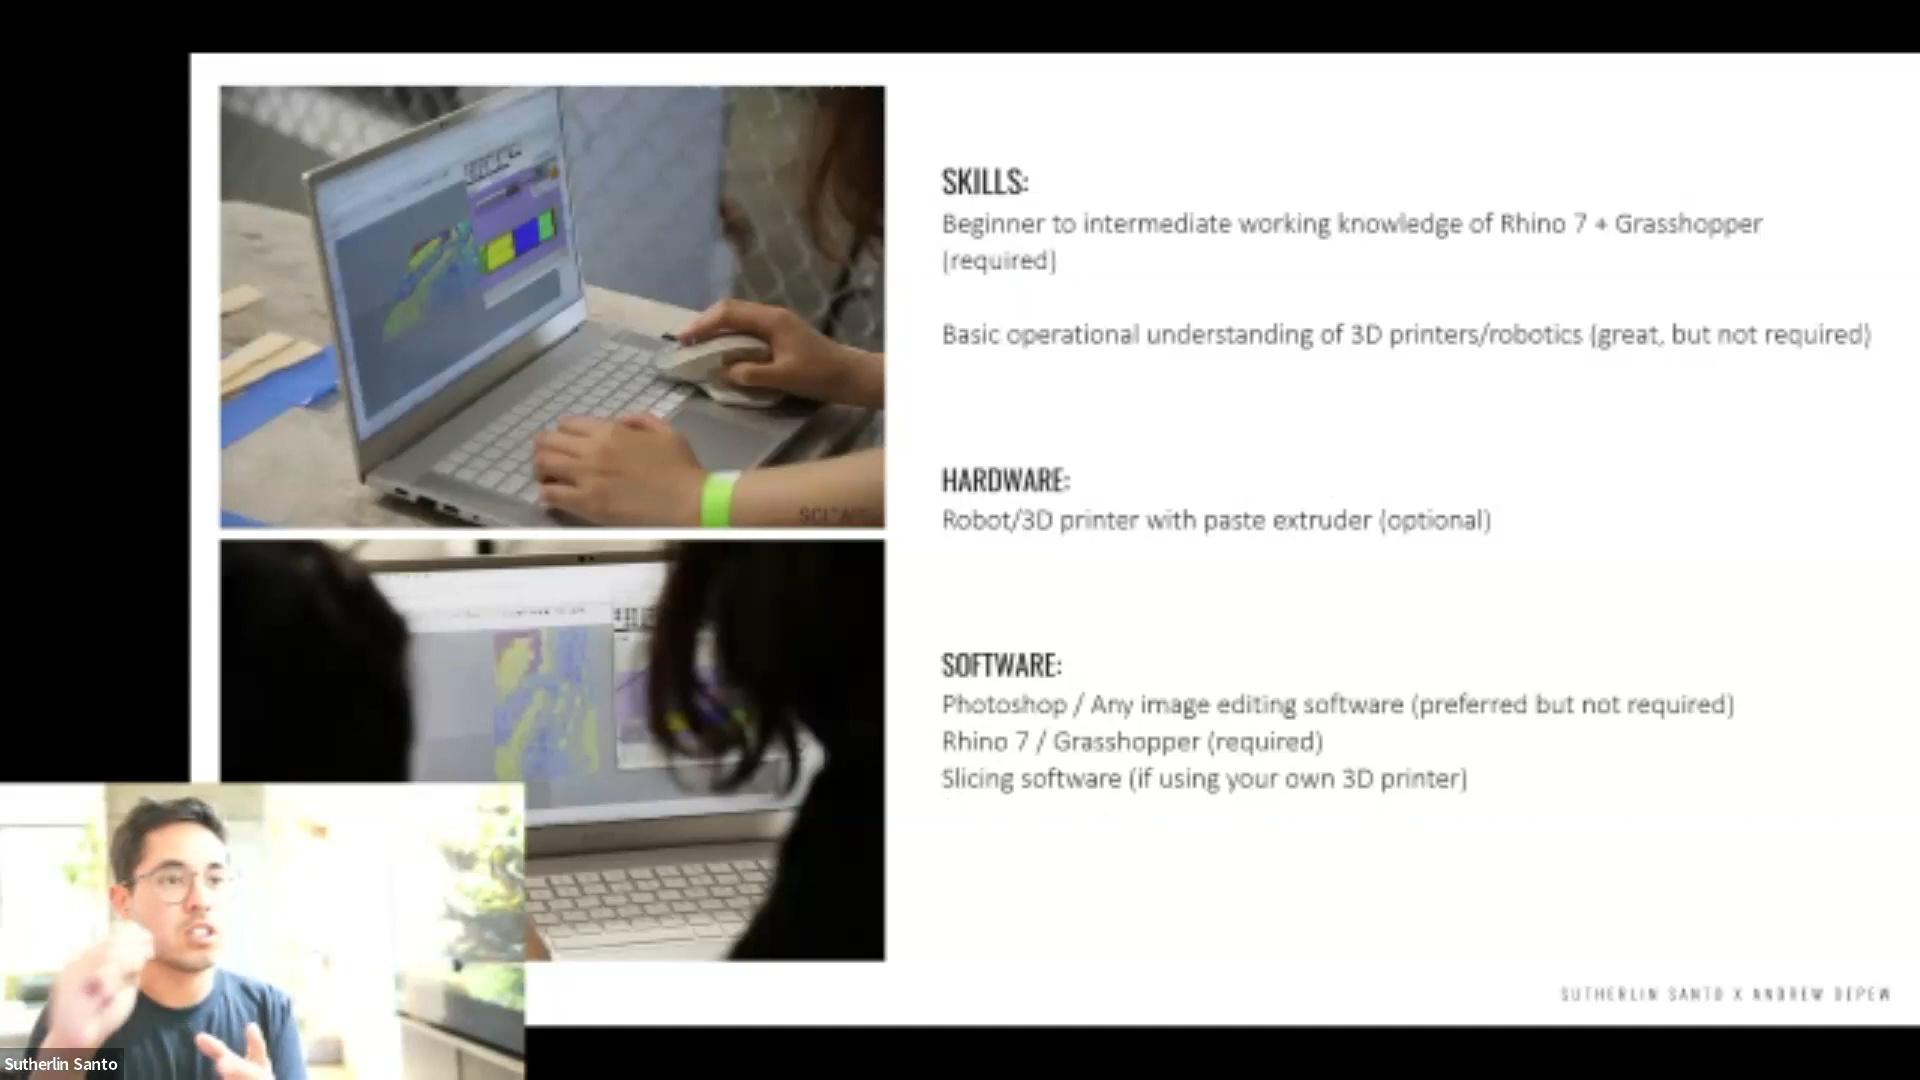 SKILLS:
Beginner to intermediate working knowledge of Rhino 7 + Grasshopper
(required)
Basic operational understanding of 3D printers/robotics (great, but not required)
HARDWARE:
Robot/3D printer with paste extruder (optional)
SOFTWARE:
Photoshop / Any image editing software (preferred but not required)
Rhino 7 / Grasshopper (required)
Slicing software (if using your own 3D printer)
SUTHERLIN SANTO X ANDREW DEPEW
Sutherlin Santo